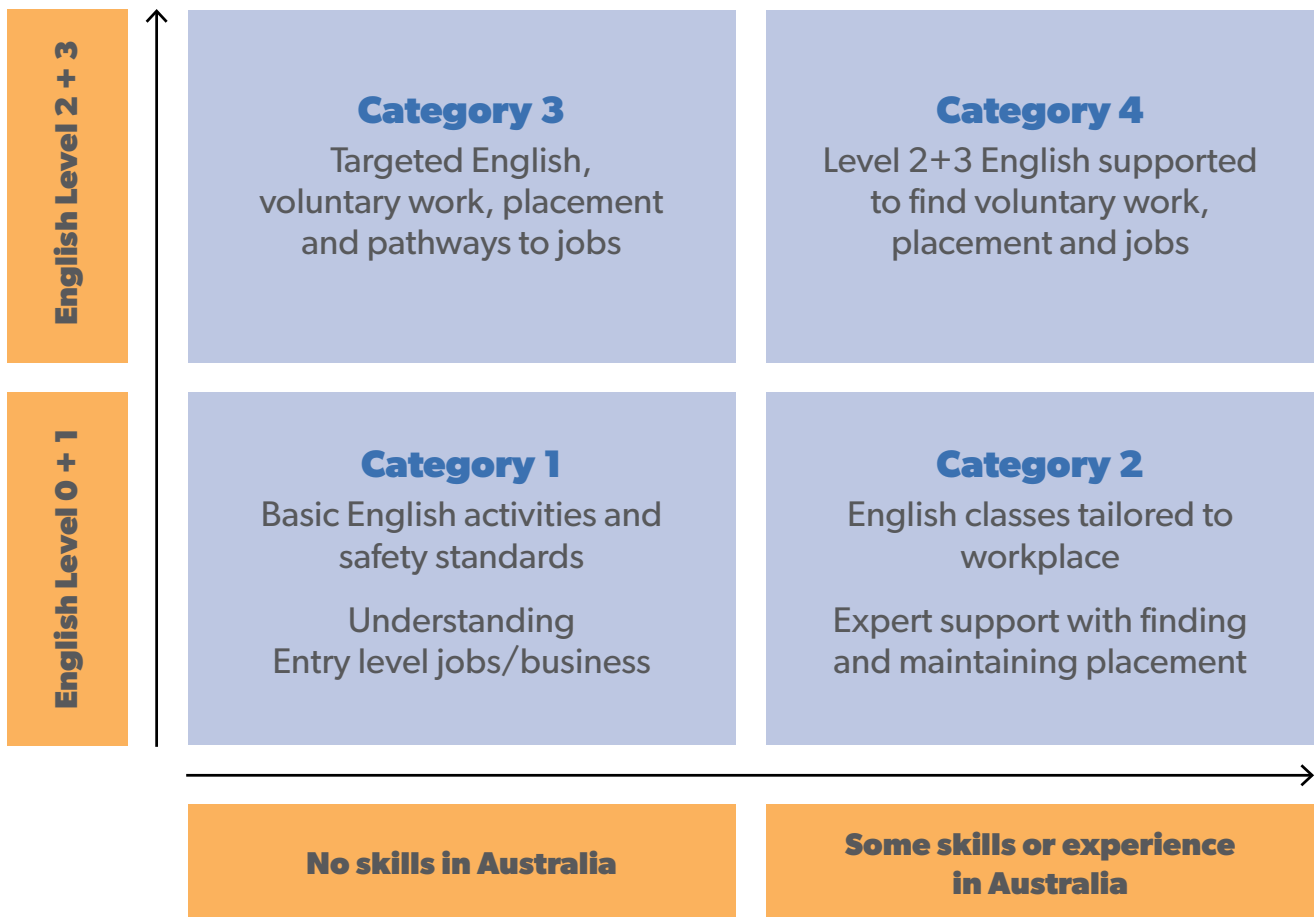 English Level 2 + 3
Category 3
Targeted English,
voluntary work, placement
and pathways to jobs
Category 4
Level 2+3 English supported
to find voluntary work,
placement and jobs
English Level 0 + 1
Category 1
Basic English activities and
safety standards
Understanding
Entry level jobs/business
Category 2
English classes tailored to
workplace
Expert support with finding
and maintaining placement
No skills in Australia
Some skills or experience
in Australia